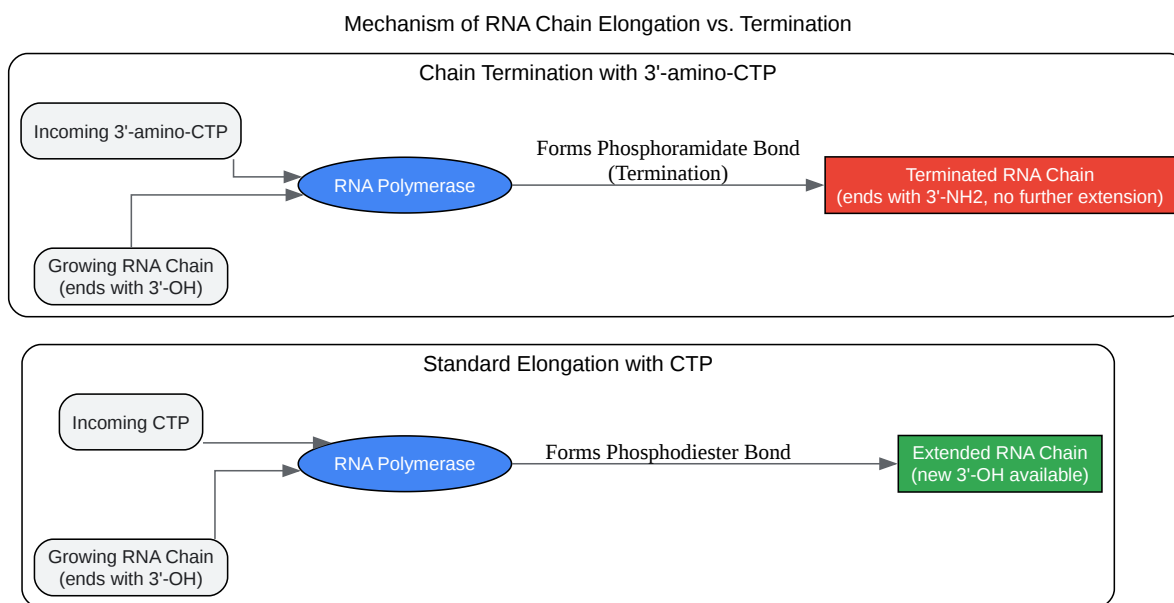 Mechanism of RNA Chain Elongation vs. Termination
Chain Termination with 3'-amino-CTP
Incoming 3'-amino-CTP
RNA Polymerase
Forms Phosphoramidate Bond
(Termination)
Terminated RNA Chain
(ends with 3'-NH2, no further extension)
Growing RNA Chain
(ends with 3'-OH)
Standard Elongation with CTP
Incoming CTP
RNA Polymerase
Forms Phosphodiester Bond
Extended RNA Chain
(new 3'-OH available)
Growing RNA Chain
(ends with 3'-OH)